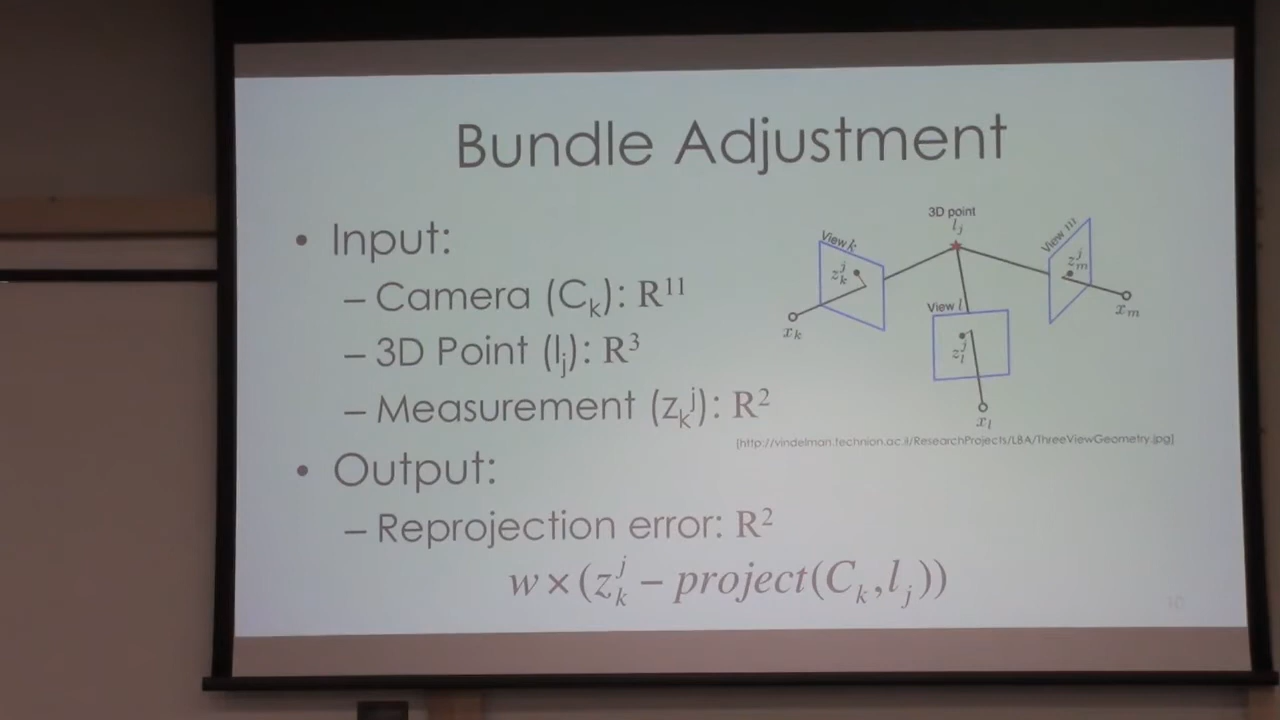 Bundle Adjustment
• Input:
– Camera (Cₖ): R¹¹
– 3D Point (lⱼ): R³
– Measurement (zₖʲ): R²
• Output:
– Reprojection error: R²
w × (zₖʲ − project(Cₖ, lⱼ))
3D point
lⱼ
View k
zₖʲ
xₖ
View l
zₗʲ
xₗ
View m
zₘʲ
xₘ
[http://vindelman.technion.ac.il/ResearchProjects/LBA/ThreeViewGeometry.jpg]
10